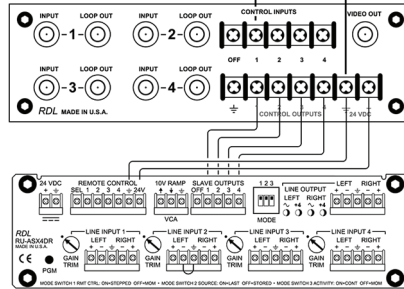 CONTROL INPUTS
INPUT LOOP OUT INPUT LOOP OUT VIDEO OUT
-1- -2-
OFF 1 2 3 4
-3- -4-
RDL MADE IN U.S.A. CONTROL OUTPUTS 24 VDC
24 VDC REMOTE CONTROL 10V RAMP SLAVE OUTPUTS 1 2 3 LINE OUTPUT LEFT RIGHT
SEL 1 2 3 4 24V OFF 1 2 3 4 LEFT RIGHT + - + -
+4 +4
VCA MODE
RDL LINE INPUT 1 LINE INPUT 2 LINE INPUT 3 LINE INPUT 4
RU-ASX4DR LEFT RIGHT LEFT RIGHT LEFT RIGHT LEFT RIGHT
MADE IN U.S.A.
CE GAIN TRIM GAIN TRIM GAIN TRIM GAIN TRIM
PGM
MODE SWITCH 1 RMT CTRL ON=STEPPED OFF=MOM • MODE SWITCH 2 SOURCE: ON=LAST OFF=STORED • MODE SWITCH 3 ACTIVITY: ON=CONT OFF=MOM